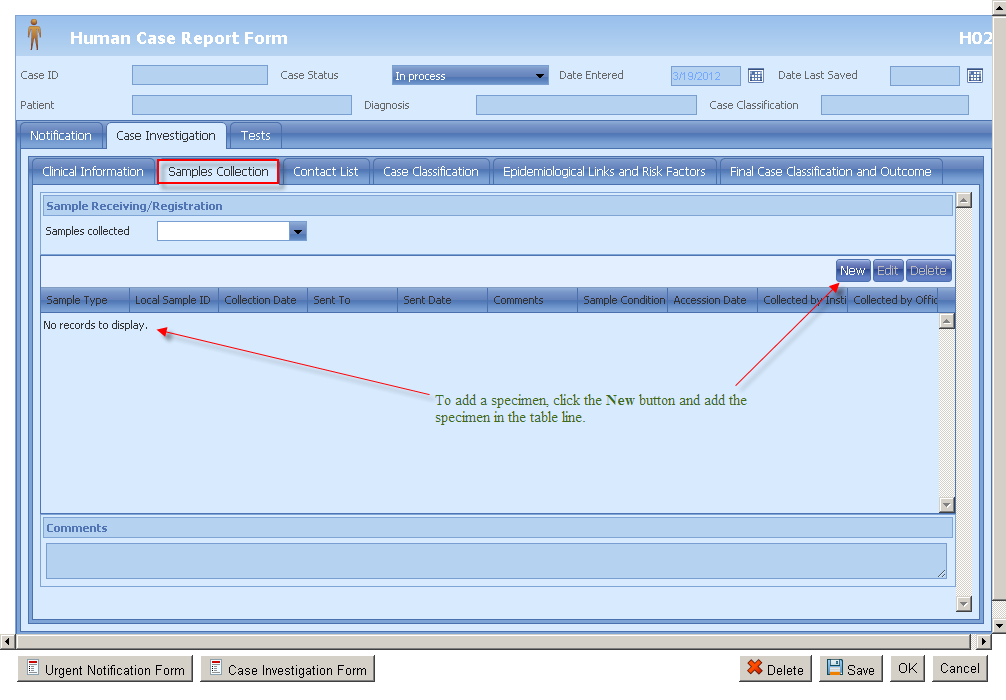 Human Case Report Form H02
Case ID Case Status In process Date Entered 3/19/2012 Date Last Saved
Patient Diagnosis Case Classification
Notification Case Investigation Tests
Clinical Information Samples Collection Contact List Case Classification Epidemiological Links and Risk Factors Final Case Classification and Outcome
Sample Receiving/Registration
Samples collected
New Edit Delete
Sample Type Local Sample ID Collection Date Sent To Sent Date Comments Sample Condition Accession Date Collected by Insti Collected by Offic
No records to display.
To add a specimen, click the New button and add the
specimen in the table line.
Comments
Urgent Notification Form Case Investigation Form Delete Save OK Cancel